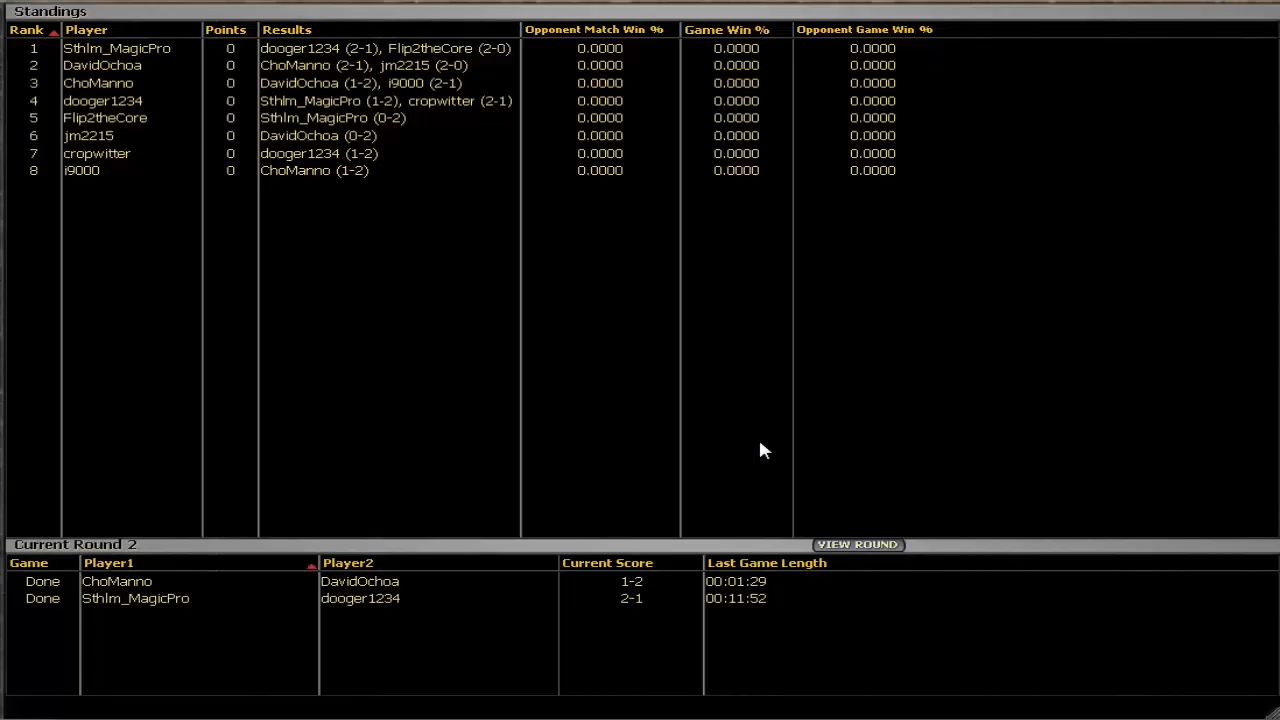 Standings
Rank Player Points Results Opponent Match Win % Game Win % Opponent Game Win %
1 Sthlm_MagicPro 0 dooger1234 (2-1), Flip2theCore (2-0) 0.0000 0.0000 0.0000
2 DavidOchoa 0 ChoManno (2-1), jm2215 (2-0) 0.0000 0.0000 0.0000
3 ChoManno 0 DavidOchoa (1-2), i9000 (2-1) 0.0000 0.0000 0.0000
4 dooger1234 0 Sthlm_MagicPro (1-2), cropwitter (2-1) 0.0000 0.0000 0.0000
5 Flip2theCore 0 Sthlm_MagicPro (0-2) 0.0000 0.0000 0.0000
6 jm2215 0 DavidOchoa (0-2) 0.0000 0.0000 0.0000
7 cropwitter 0 dooger1234 (1-2) 0.0000 0.0000 0.0000
8 i9000 0 ChoManno (1-2) 0.0000 0.0000 0.0000
Current Round 2 VIEW ROUND
Game Player1 Player2 Current Score Last Game Length
Done ChoManno DavidOchoa 1-2 00:01:29
Done Sthlm_MagicPro dooger1234 2-1 00:11:52